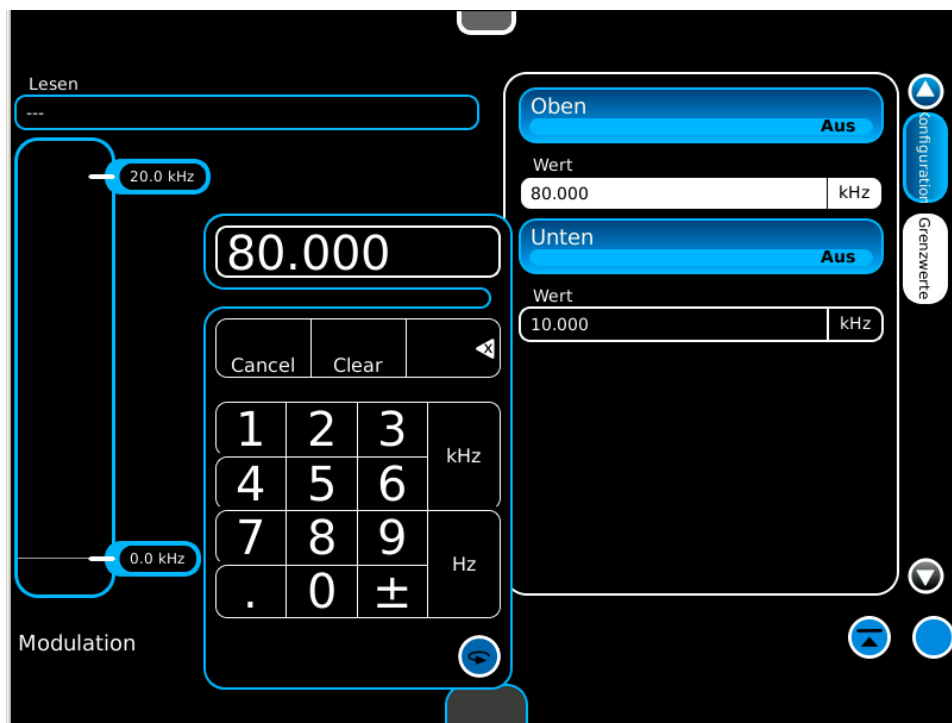 Lesen
---
20.0 kHz
0.0 kHz
Modulation
80.000
Cancel Clear X
1 2 3
kHz
4 5 6
7 8 9
Hz
. 0 ±
Oben
Aus
Wert
80.000 kHz
Unten
Aus
Wert
10.000 kHz
Konfiguration
Grenzwerte